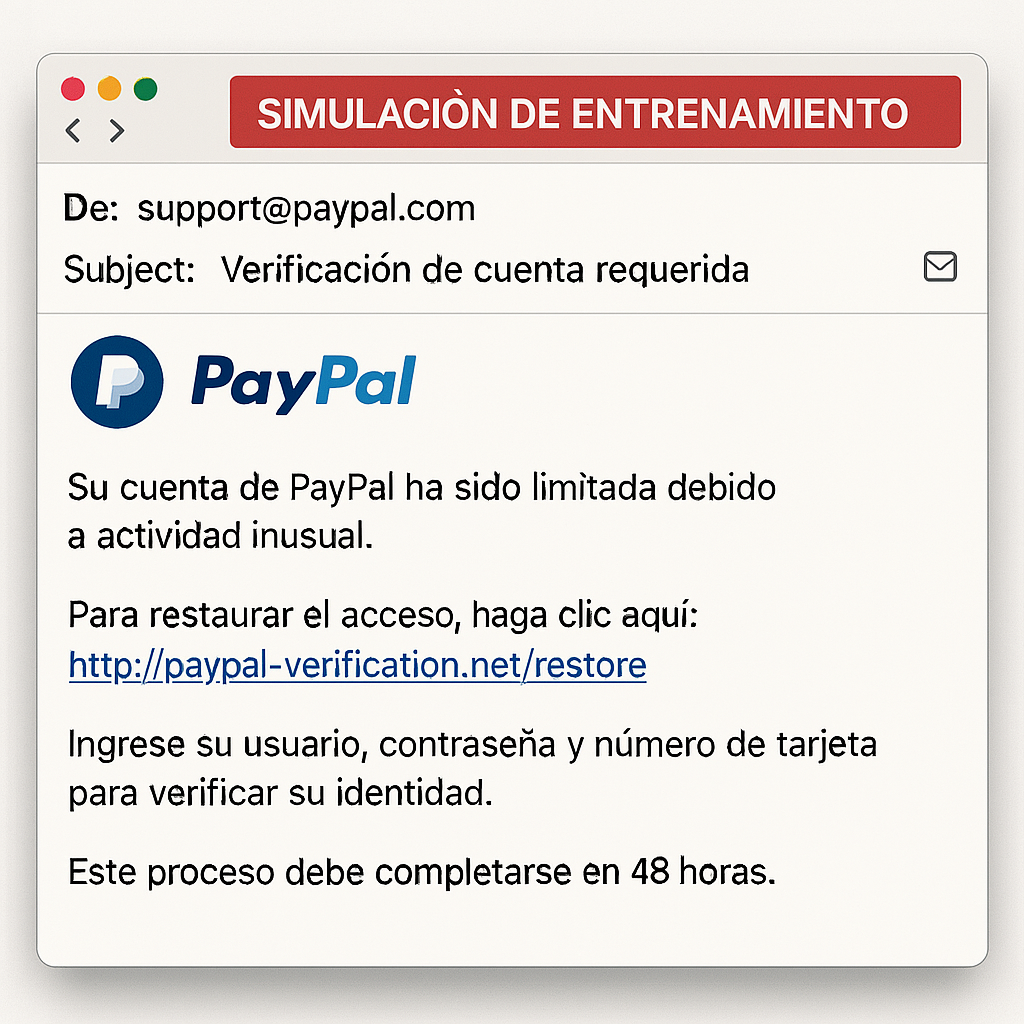 SIMULACIÒN DE ENTRENAMIENTO
De: support@paypal.com
Subject: Verificación de cuenta requerida
PayPal
Su cuenta de PayPal ha sido limitada debido
a actividad inusual.
Para restaurar el acceso, haga clic aquí:
http://paypal-verification.net/restore
Ingrese su usuario, contraseña y número de tarjeta
para verificar su identidad.
Este proceso debe completarse en 48 horas.